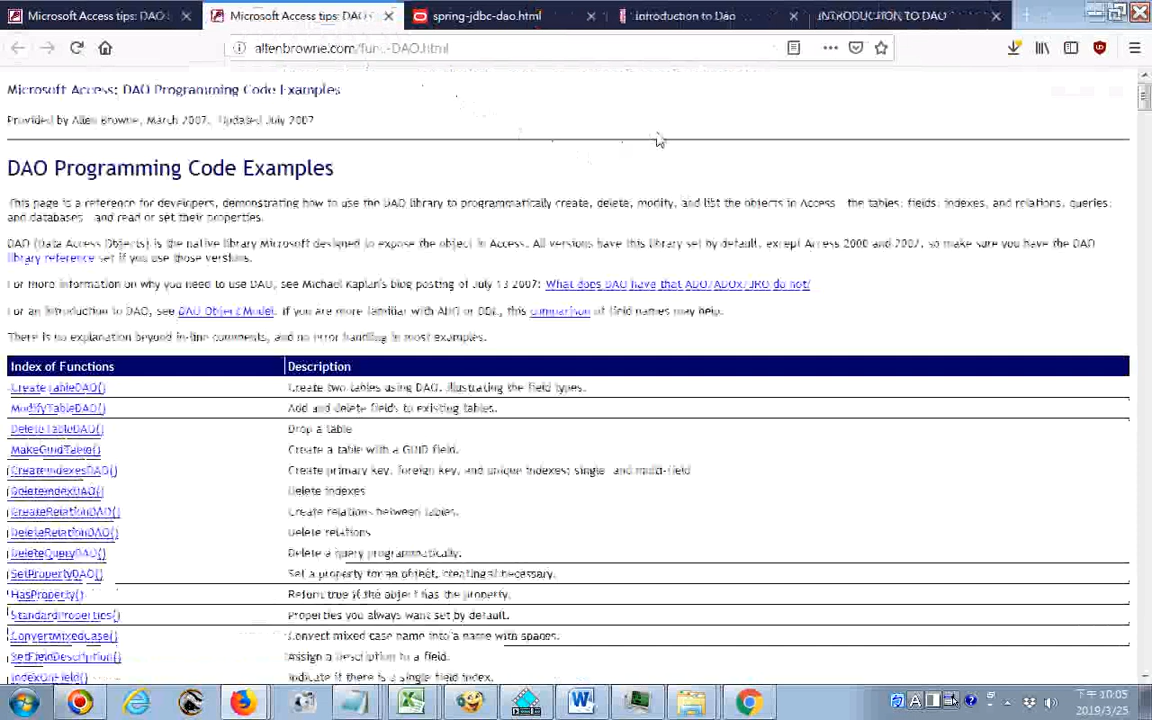 Microsoft Access tips: DAO
Microsoft Access tips: DAO
spring-jdbc-dao.html
Introduction to Dao
INTRODUCTION TO DAO
allenbrowne.com/func-DAO.html
Microsoft Access: DAO Programming Code Examples
Provided by Allen Browne, March 2007. Updated July 2007
DAO Programming Code Examples
This page is a reference for developers, demonstrating how to use the DAO library to programmatically create, delete, modify, and list the objects in Access - the tables, fields, indexes, and relations, queries,
and databases - and read or set their properties.
DAO (Data Access Objects) is the native library Microsoft designed to expose the object in Access. All versions have this library set by default, except Access 2000 and 2002, so make sure you have the DAO
library reference set if you use those versions.
For more information on why you need to use DAO, see Michael Kaplan's blog posting of July 13 2007: What does DAO have that ADO/ADOx/JRO do not?
For an introduction to DAO, see DAO Object Model. If you are more familiar with ADO or DDL, this comparison of field names may help.
There is no explanation beyond in-line comments, and no error handling in most examples.
Index of Functions Description
CreateTableDAO() Create two tables using DAO, illustrating the field types.
ModifyTableDAO() Add and delete fields to existing tables.
DeleteTableDAO() Drop a table
MakeGuidTable() Create a table with a GUID field.
CreateIndexesDAO() Create primary key, foreign key, and unique indexes; single- and multi-field
DeleteIndexDAO() Delete indexes
CreateRelationDAO() Create relations between tables.
DeleteRelationDAO() Delete relations
DeleteQueryDAO() Delete a query programmatically.
SetPropertyDAO() Set a property for an object, creating if necessary.
HasProperty() Return true if the object has the property.
StandardProperties() Properties you always want set by default.
ConvertMixedCase() Convert mixed case name into a name with spaces.
SetFieldDescription() Assign a Description to a field.
IndexOnField() Indicate if there is a single-field index.
下午 10:05
2019/3/25